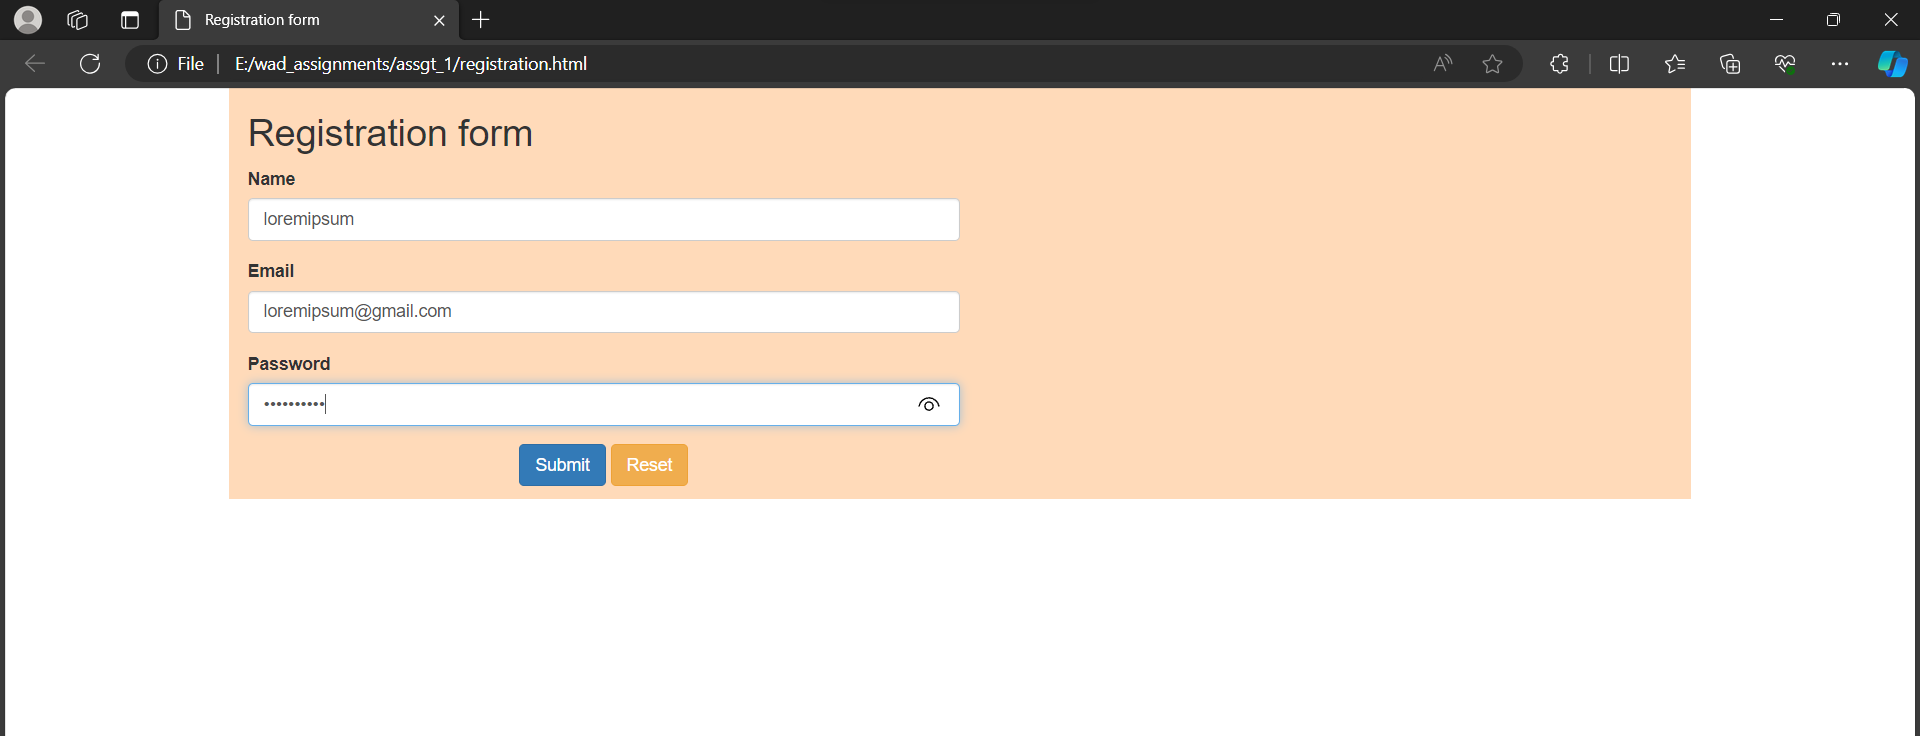 Registration form
File E:/wad_assignments/assgt_1/registration.html
Registration form
Name
loremipsum
Email
loremipsum@gmail.com
Password
••••••••••
Submit Reset